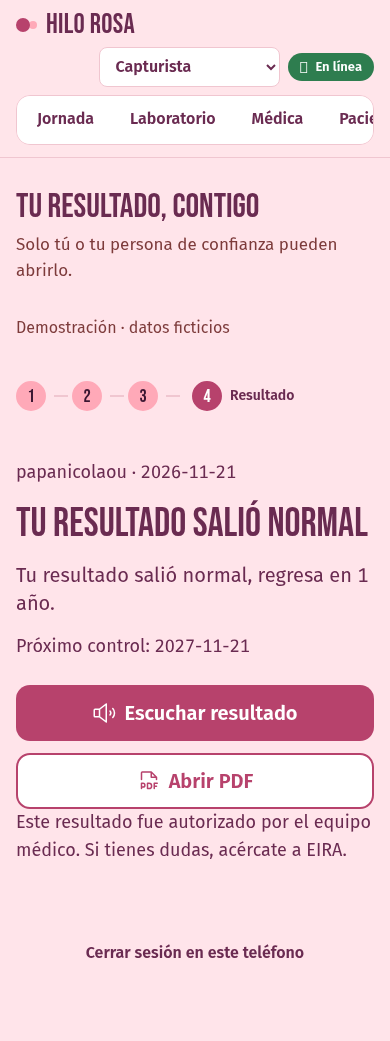 HILO ROSA
Capturista
En línea
Jornada Laboratorio Médica Pacie
TU RESULTADO, CONTIGO
Solo tú o tu persona de confianza pueden
abrirlo.
Demostración · datos ficticios
1 2 3 4 Resultado
papanicolaou · 2026-11-21
TU RESULTADO SALIÓ NORMAL
Tu resultado salió normal, regresa en 1
año.
Próximo control: 2027-11-21
Escuchar resultado
PDF Abrir PDF
Este resultado fue autorizado por el equipo
médico. Si tienes dudas, acércate a EIRA.
Cerrar sesión en este teléfono